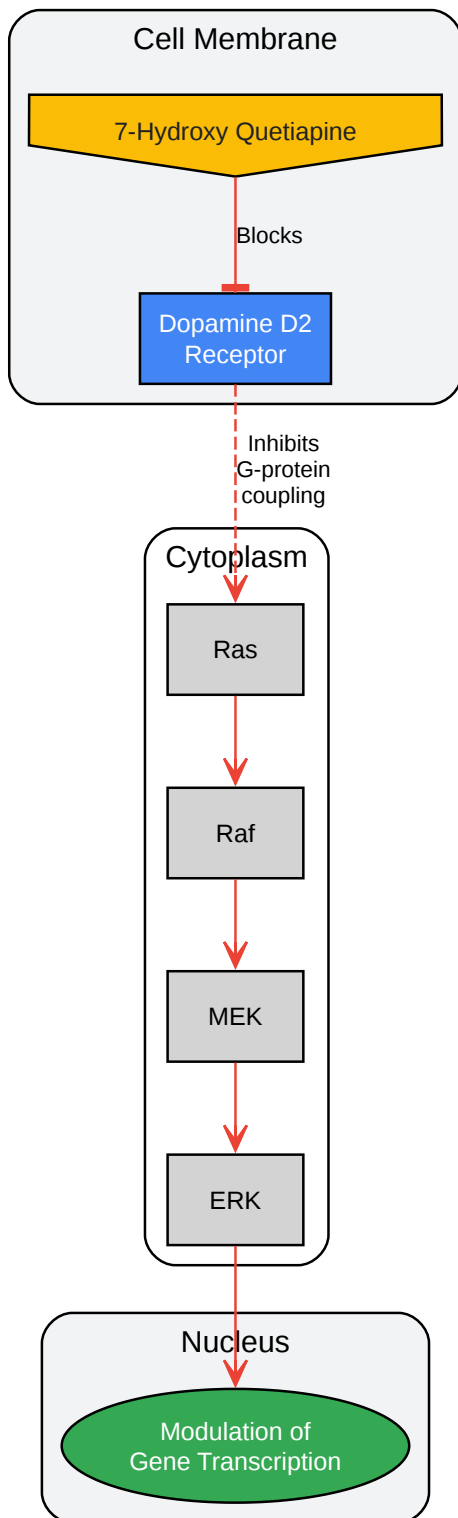 Cell Membrane
7-Hydroxy Quetiapine
Blocks
Dopamine D2
Receptor
Inhibits
G-protein
coupling
Cytoplasm
Ras
Raf
MEK
ERK
Nucleus
Modulation of
Gene Transcription